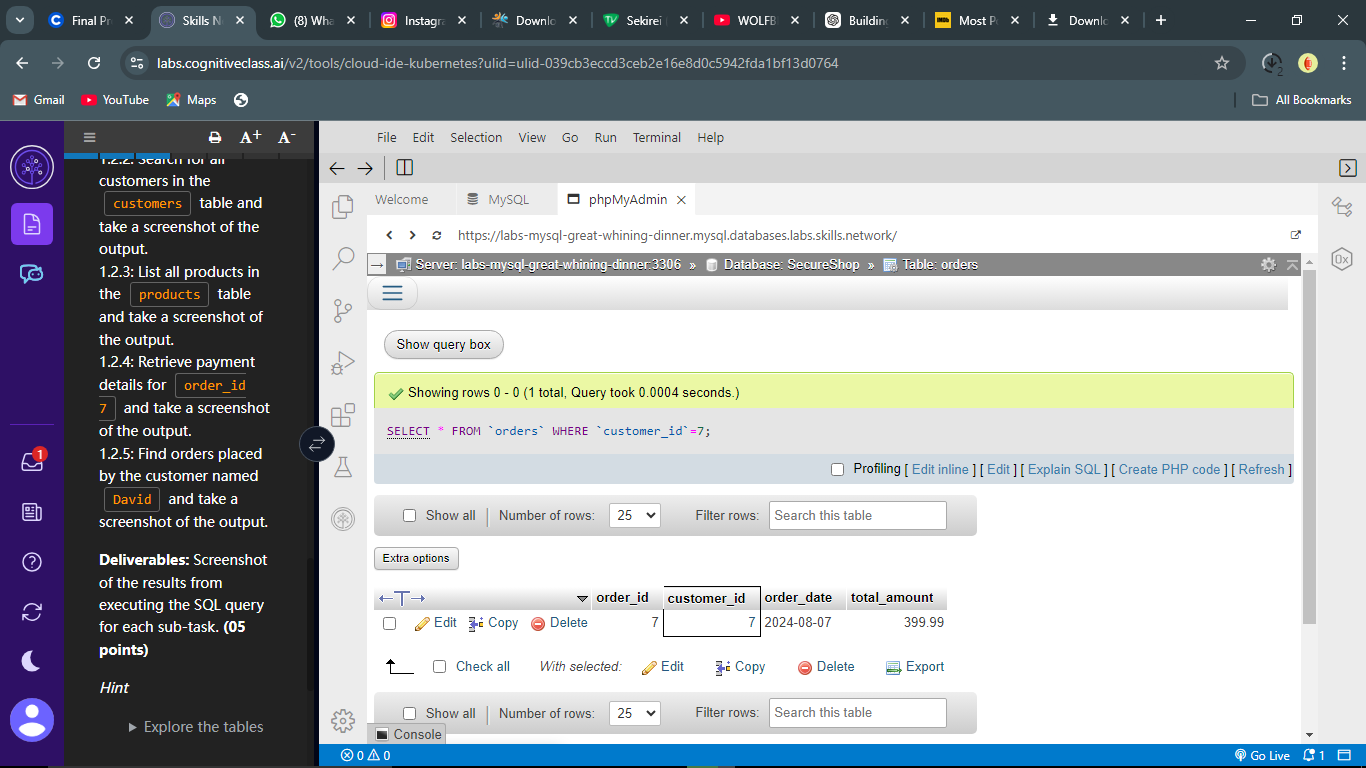 Final Pr
Skills N
(8) Wha
Instagra
Downlo
Sekirei
WOLFB
Building
Most P
Downlo
labs.cognitiveclass.ai/v2/tools/cloud-ide-kubernetes?ulid=ulid-039cb3eccd3ceb2e16e8d0c5942fda1bf13d0764
2
Gmail
YouTube
Maps
All Bookmarks
A+ A-
1.2.2: Search for all
customers in the
customers table and
take a screenshot of the
output.
1.2.3: List all products in
the products table
and take a screenshot of
the output.
1.2.4: Retrieve payment
details for order_id
7 and take a screenshot
of the output.
1.2.5: Find orders placed
by the customer named
David and take a
screenshot of the output.
Deliverables: Screenshot
of the results from
executing the SQL query
for each sub-task. (05
points)
Hint
Explore the tables
1
File Edit Selection View Go Run Terminal Help
Welcome MySQL phpMyAdmin
https://labs-mysql-great-whining-dinner.mysql.databases.labs.skills.network/
Server: labs-mysql-great-whining-dinner:3306 » Database: SecureShop » Table: orders
0x
Show query box
Showing rows 0 - 0 (1 total, Query took 0.0004 seconds.)
SELECT * FROM `orders` WHERE `customer_id`=7;
Profiling [ Edit inline ] [ Edit ] [ Explain SQL ] [ Create PHP code ] [ Refresh ]
Show all Number of rows: 25 Filter rows: Search this table
Extra options
order_id customer_id order_date total_amount
Edit Copy Delete 7 7 2024-08-07 399.99
Check all With selected: Edit Copy Delete Export
Show all Number of rows: 25 Filter rows: Search this table
Console
0 0
Go Live 1